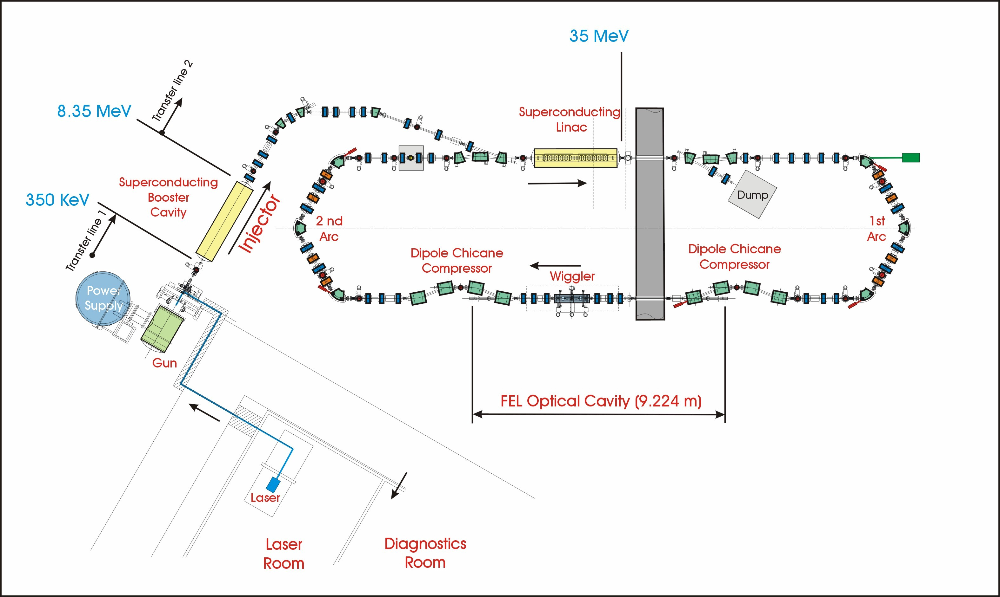 35 MeV
Transfer line 2
8.35 MeV
Superconducting
Linac
Superconducting
Booster
Cavity
350 KeV
Transfer line 1
Injector
Dump
2 nd
Arc
1st
Arc
Dipole Chicane
Compressor
Wiggler
Dipole Chicane
Compressor
Power
Supply
Gun
FEL Optical Cavity (9.224 m)
Laser
Laser
Room
Diagnostics
Room